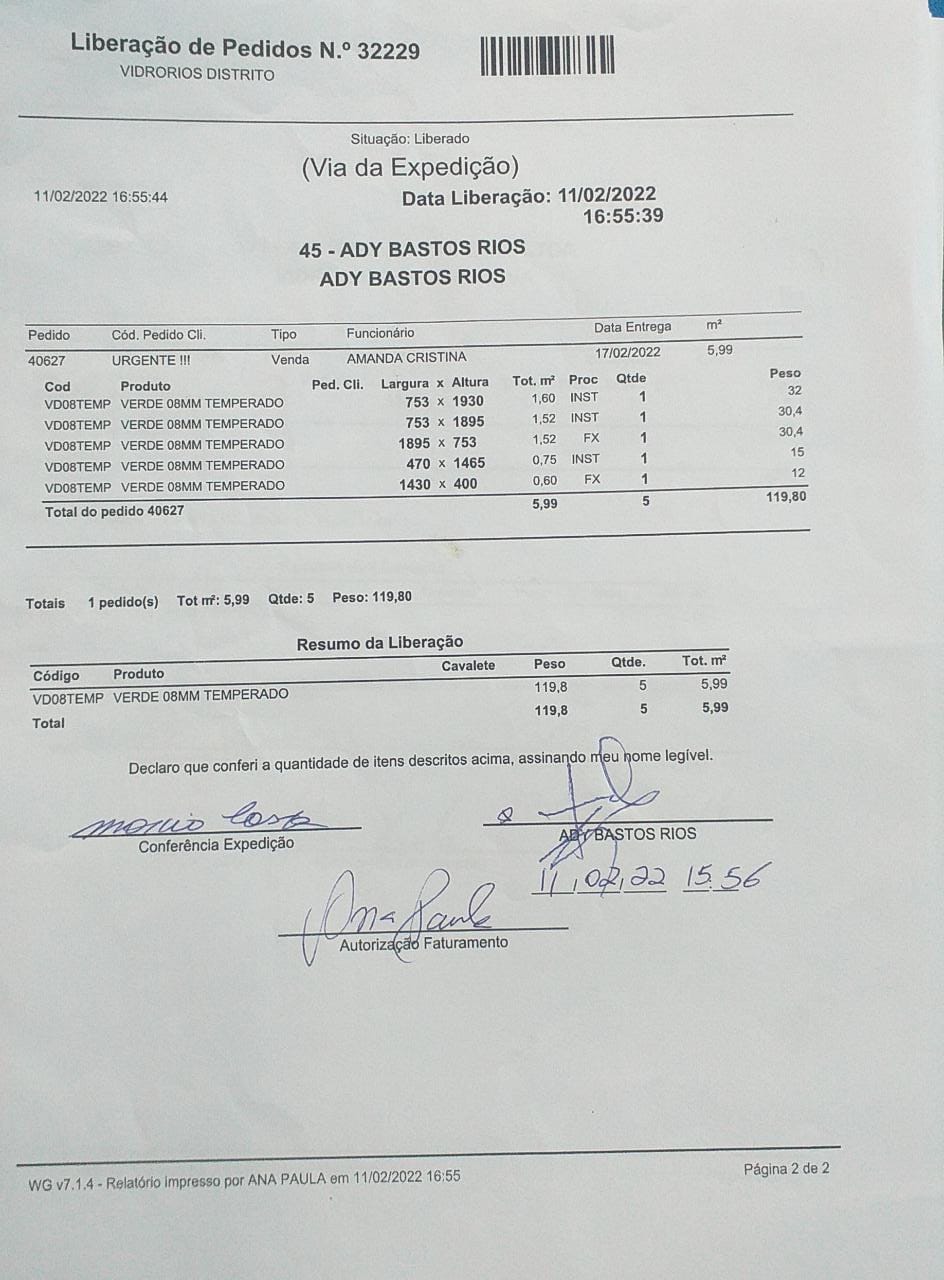 Liberação de Pedidos N.º 32229
VIDRORIOS DISTRITO
Situação: Liberado
(Via da Expedição)
11/02/2022 16:55:44
Data Liberação: 11/02/2022
16:55:39
45 - ADY BASTOS RIOS
ADY BASTOS RIOS
Pedido Cód. Pedido Cli. Tipo Funcionário Data Entrega m²
40627 URGENTE !!! Venda AMANDA CRISTINA 17/02/2022 5,99
Cod Produto Ped. Cli. Largura x Altura Tot. m² Proc Qtde Peso
VD08TEMP VERDE 08MM TEMPERADO 753 x 1930 1,60 INST 1 32
VD08TEMP VERDE 08MM TEMPERADO 753 x 1895 1,52 INST 1 30,4
VD08TEMP VERDE 08MM TEMPERADO 1895 x 753 1,52 FX 1 30,4
VD08TEMP VERDE 08MM TEMPERADO 470 x 1465 0,75 INST 1 15
VD08TEMP VERDE 08MM TEMPERADO 1430 x 400 0,60 FX 1 12
Total do pedido 40627 5,99 5 119,80
Totais 1 pedido(s) Tot m²: 5,99 Qtde: 5 Peso: 119,80
Resumo da Liberação
Código Produto Cavalete Peso Qtde. Tot. m²
VD08TEMP VERDE 08MM TEMPERADO 119,8 5 5,99
Total 119,8 5 5,99
Declaro que conferi a quantidade de itens descritos acima, assinando meu nome legível.
Conferência Expedição
ADY BASTOS RIOS
11,02,22 15.56
Ana Paula
Autorização Faturamento
WG v7.1.4 - Relatório impresso por ANA PAULA em 11/02/2022 16:55
Página 2 de 2